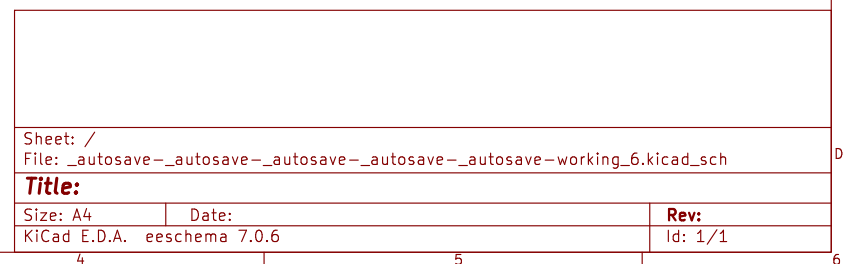 Sheet: /
File: _autosave-_autosave-_autosave-_autosave-_autosave-working_6.kicad_sch
D
Title:
Size: A4 Date: Rev:
KiCad E.D.A. eeschema 7.0.6 Id: 1/1
4 5 6